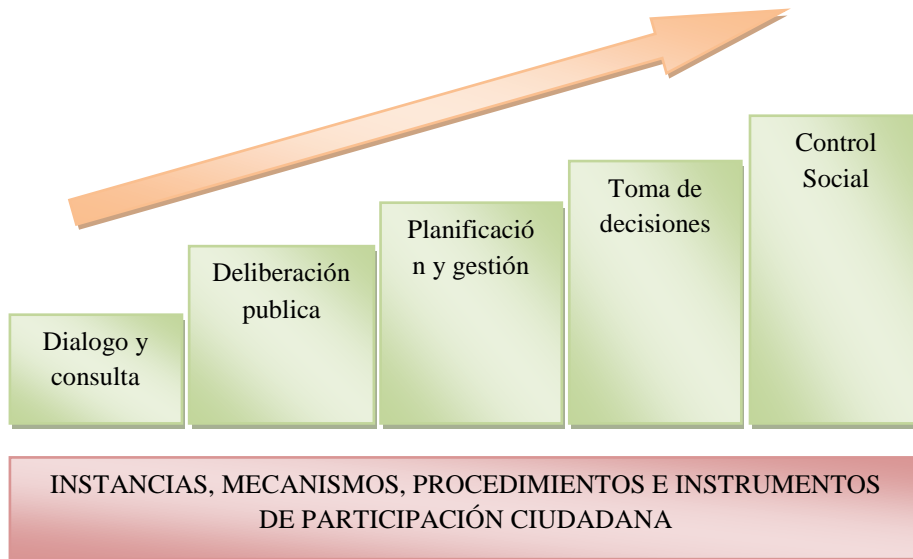 Control
Social
Toma de
decisiones
Planificació
n y gestión
Deliberación
publica
Dialogo y
consulta
INSTANCIAS, MECANISMOS, PROCEDIMIENTOS E INSTRUMENTOS
DE PARTICIPACIÓN CIUDADANA